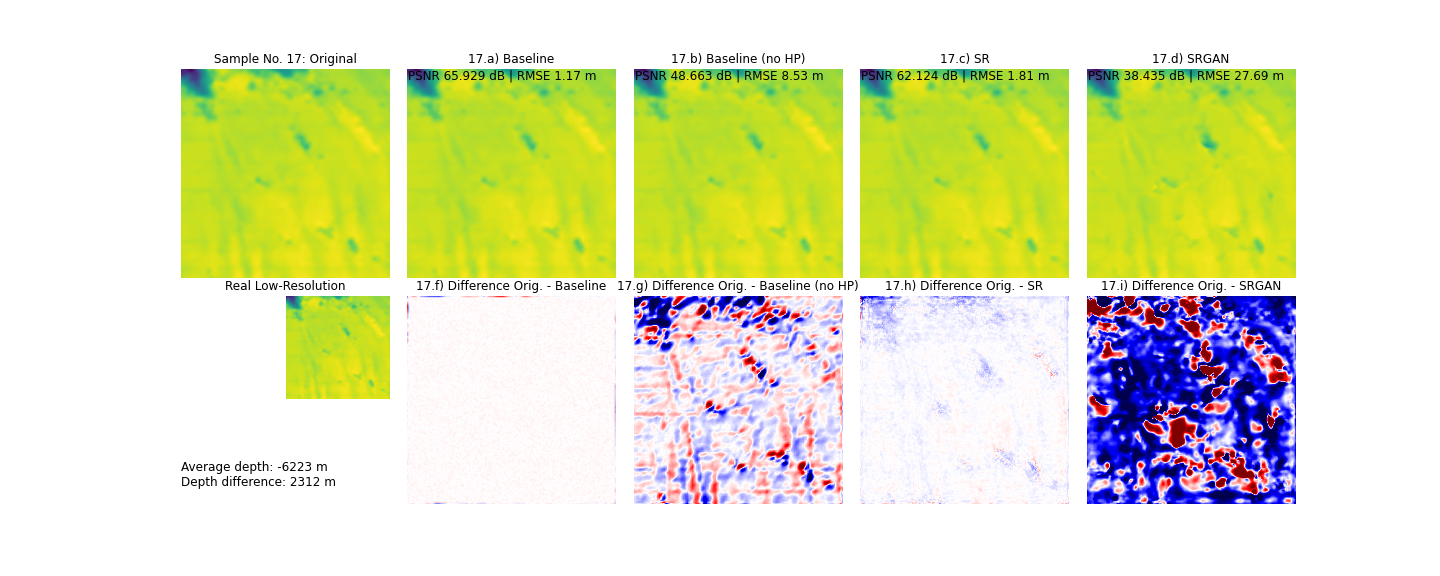 Sample No. 17: Original
17.a) Baseline
17.b) Baseline (no HP)
17.c) SR
17.d) SRGAN
PSNR 65.929 dB | RMSE 1.17 m
PSNR 48.663 dB | RMSE 8.53 m
PSNR 62.124 dB | RMSE 1.81 m
PSNR 38.435 dB | RMSE 27.69 m
Real Low-Resolution
17.f) Difference Orig. - Baseline
17.g) Difference Orig. - Baseline (no HP)
17.h) Difference Orig. - SR
17.i) Difference Orig. - SRGAN
Average depth: -6223 m
Depth difference: 2312 m